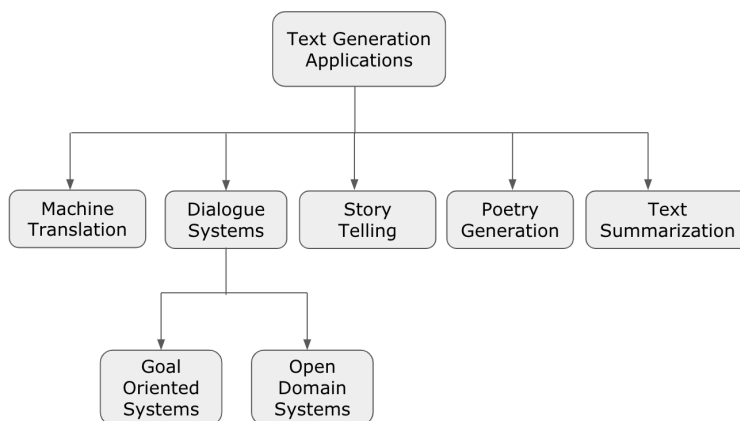 Text Generation
Applications
Machine
Translation
Dialogue
Systems
Story
Telling
Poetry
Generation
Text
Summarization
Goal
Oriented
Systems
Open
Domain
Systems